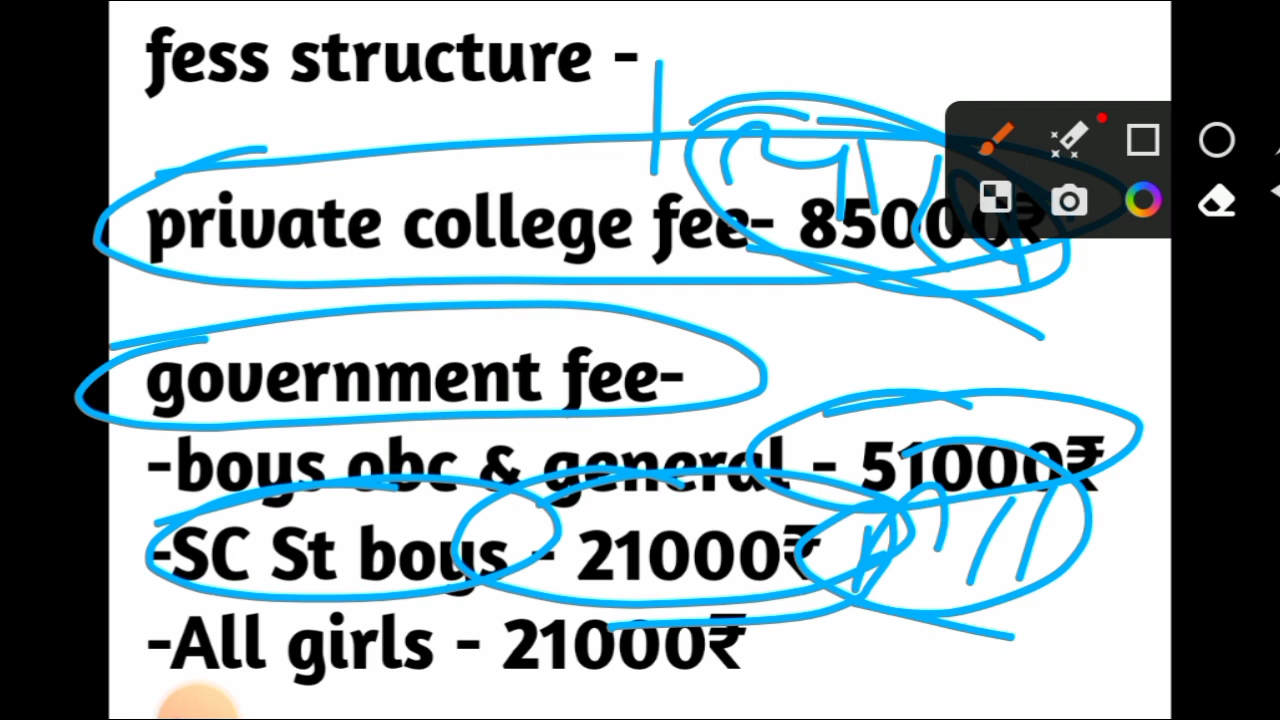 fess structure -
private college fee- 85000₹
government fee-
-boys obc & general - 51000₹
-SC St boys - 21000₹
-All girls - 21000₹